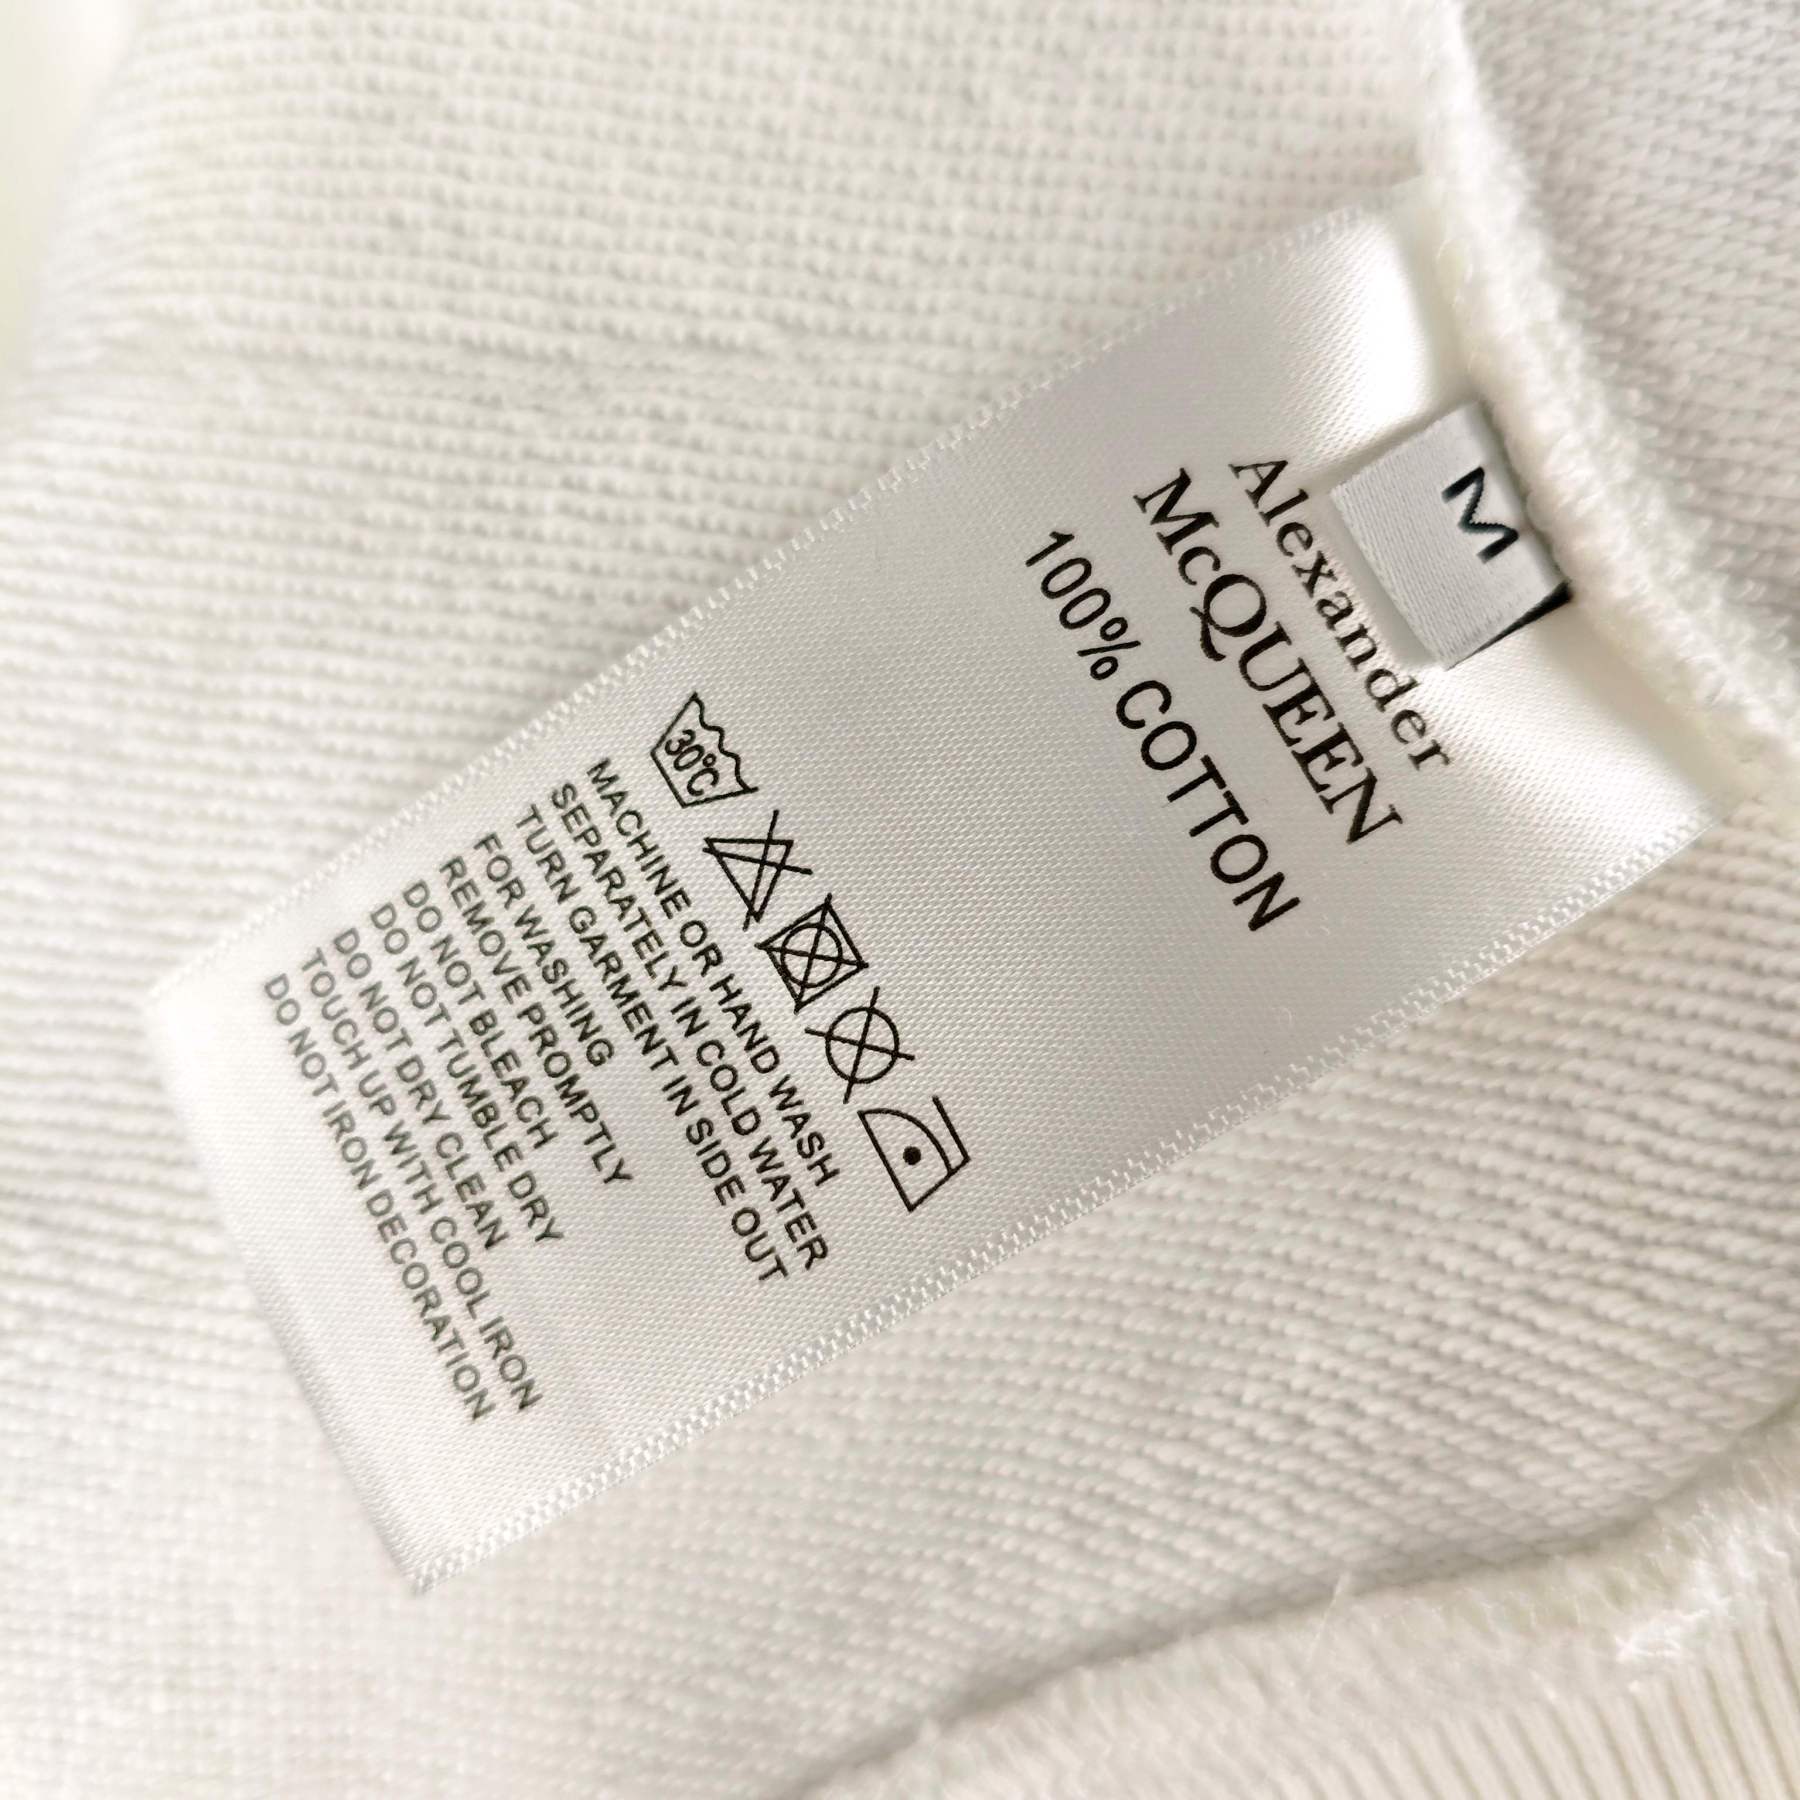 M
Alexander
McQUEEN
100% COTTON
30°C
MACHINE OR HAND WASH
SEPARATELY IN COLD WATER
TURN GARMENT IN SIDE OUT
FOR WASHING
REMOVE PROMPTLY
DO NOT BLEACH
DO NOT TUMBLE DRY
DO NOT DRY CLEAN
TOUCH UP WITH COOL IRON
DO NOT IRON DECORATION